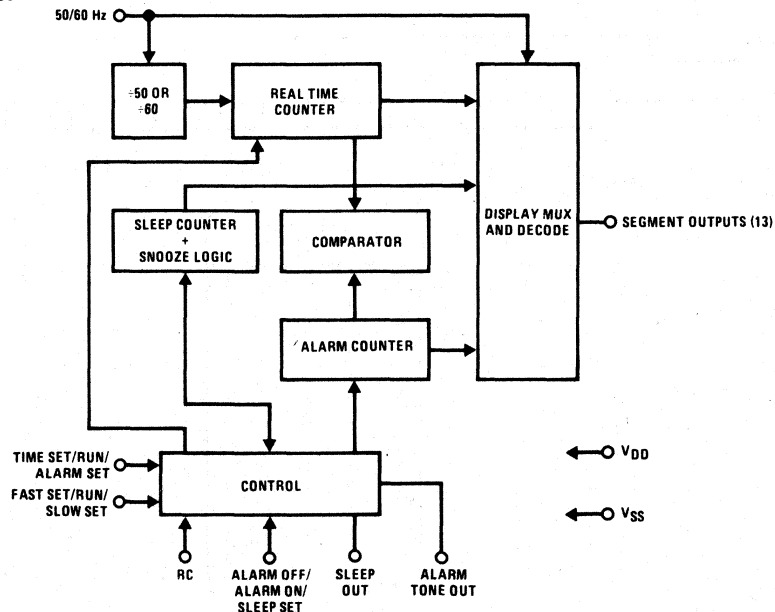 50/60 Hz
÷50 OR
÷60
REAL TIME
COUNTER
SLEEP COUNTER
+
SNOOZE LOGIC
COMPARATOR
DISPLAY MUX
AND DECODE
SEGMENT OUTPUTS (13)
ALARM COUNTER
TIME SET/RUN/
ALARM SET
FAST SET/RUN/
SLOW SET
CONTROL
VDD
VSS
RC
ALARM OFF/
ALARM ON/
SLEEP SET
SLEEP
OUT
ALARM
TONE OUT